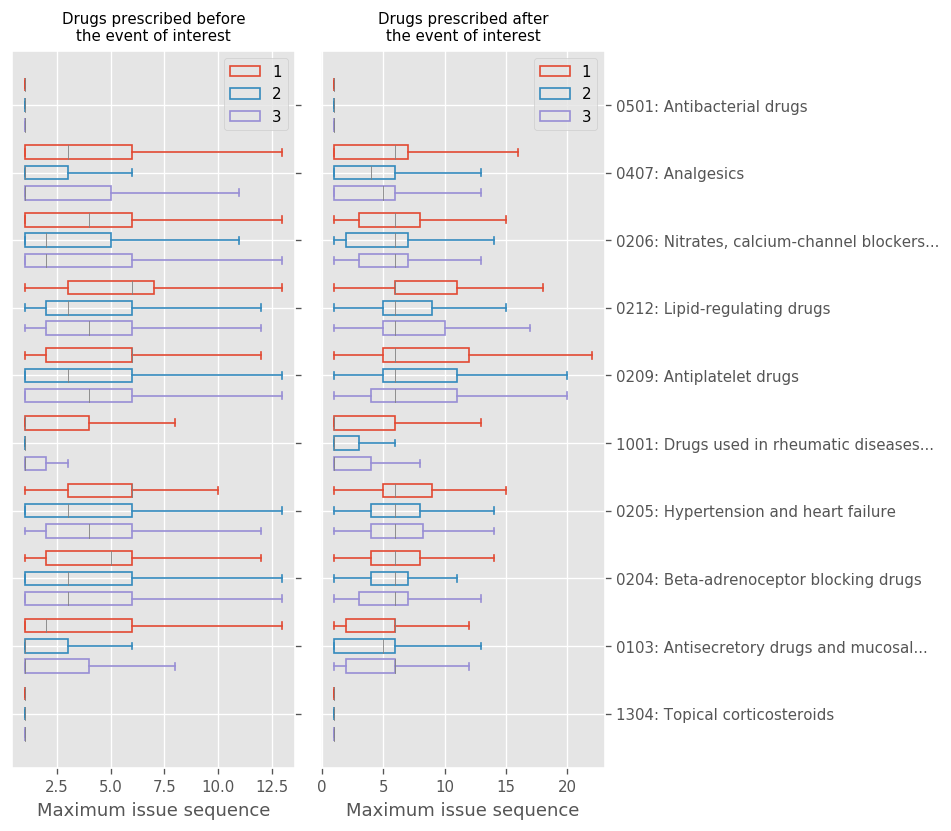 Drugs prescribed before
the event of interest
Drugs prescribed after
the event of interest
1
2
3
1
2
3
0501: Antibacterial drugs
0407: Analgesics
0206: Nitrates, calcium-channel blockers...
0212: Lipid-regulating drugs
0209: Antiplatelet drugs
1001: Drugs used in rheumatic diseases...
0205: Hypertension and heart failure
0204: Beta-adrenoceptor blocking drugs
0103: Antisecretory drugs and mucosal...
1304: Topical corticosteroids
2.5 5.0 7.5 10.0 12.5
0 5 10 15 20
Maximum issue sequence
Maximum issue sequence